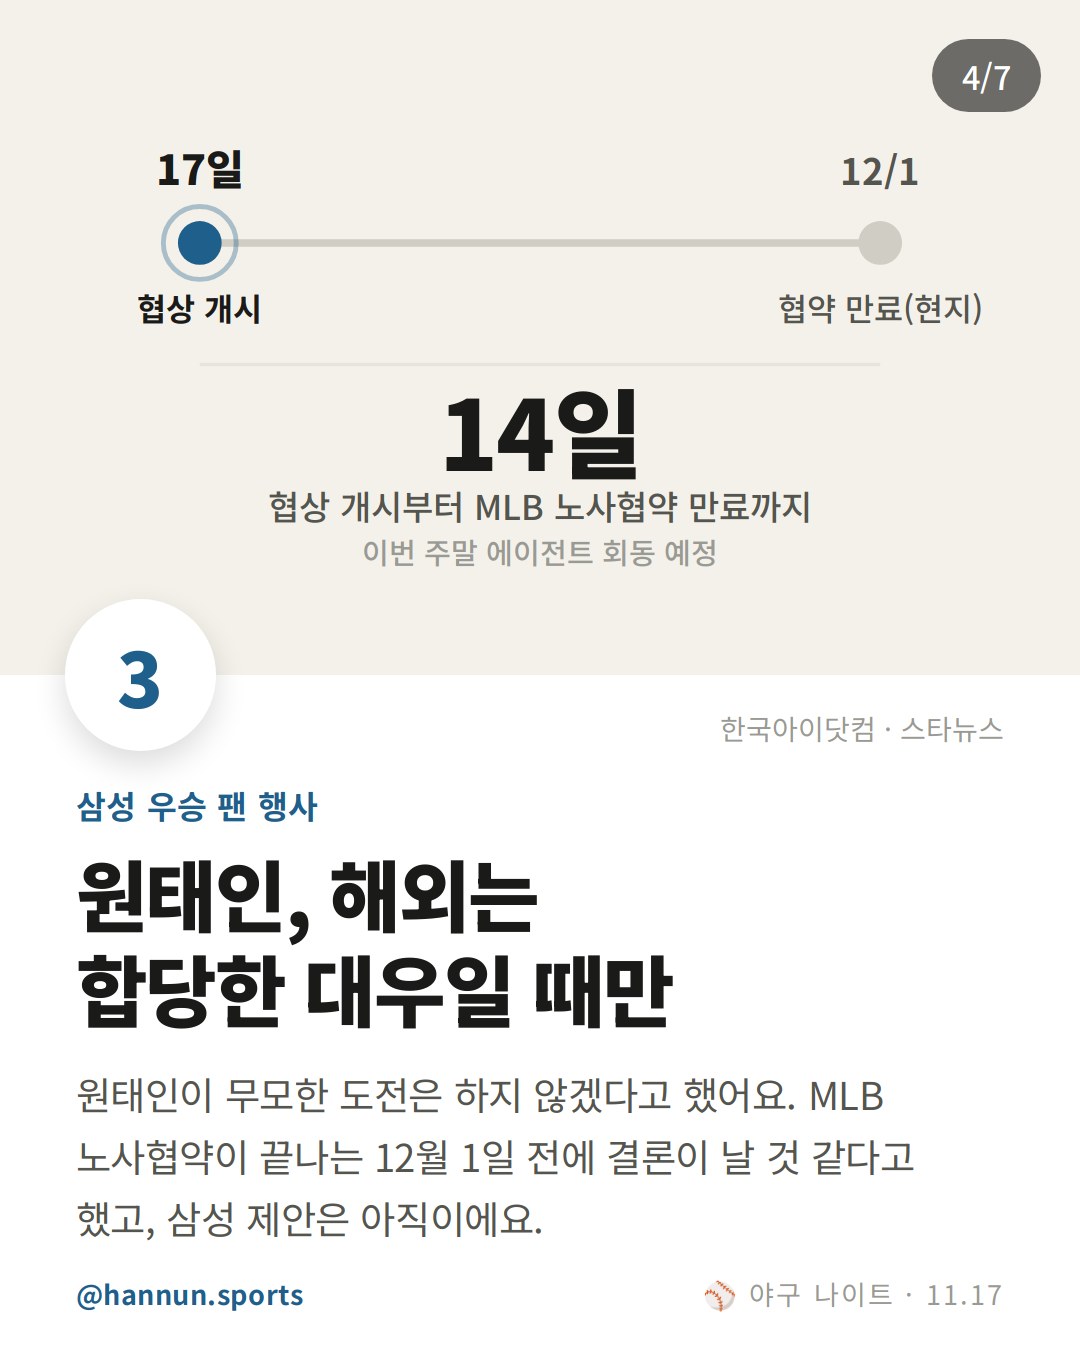 4/7
17일
12/1
협상 개시
협약 만료(현지)
14일
협상 개시부터 MLB 노사협약 만료까지
이번 주말 에이전트 회동 예정
3
한국아이닷컴 · 스타뉴스
삼성 우승 팬 행사
원태인, 해외는
합당한 대우일 때만
원태인이 무모한 도전은 하지 않겠다고 했어요. MLB
노사협약이 끝나는 12월 1일 전에 결론이 날 것 같다고
했고, 삼성 제안은 아직이에요.
@hannun.sports
⚾ 야구 나이트 · 11.17